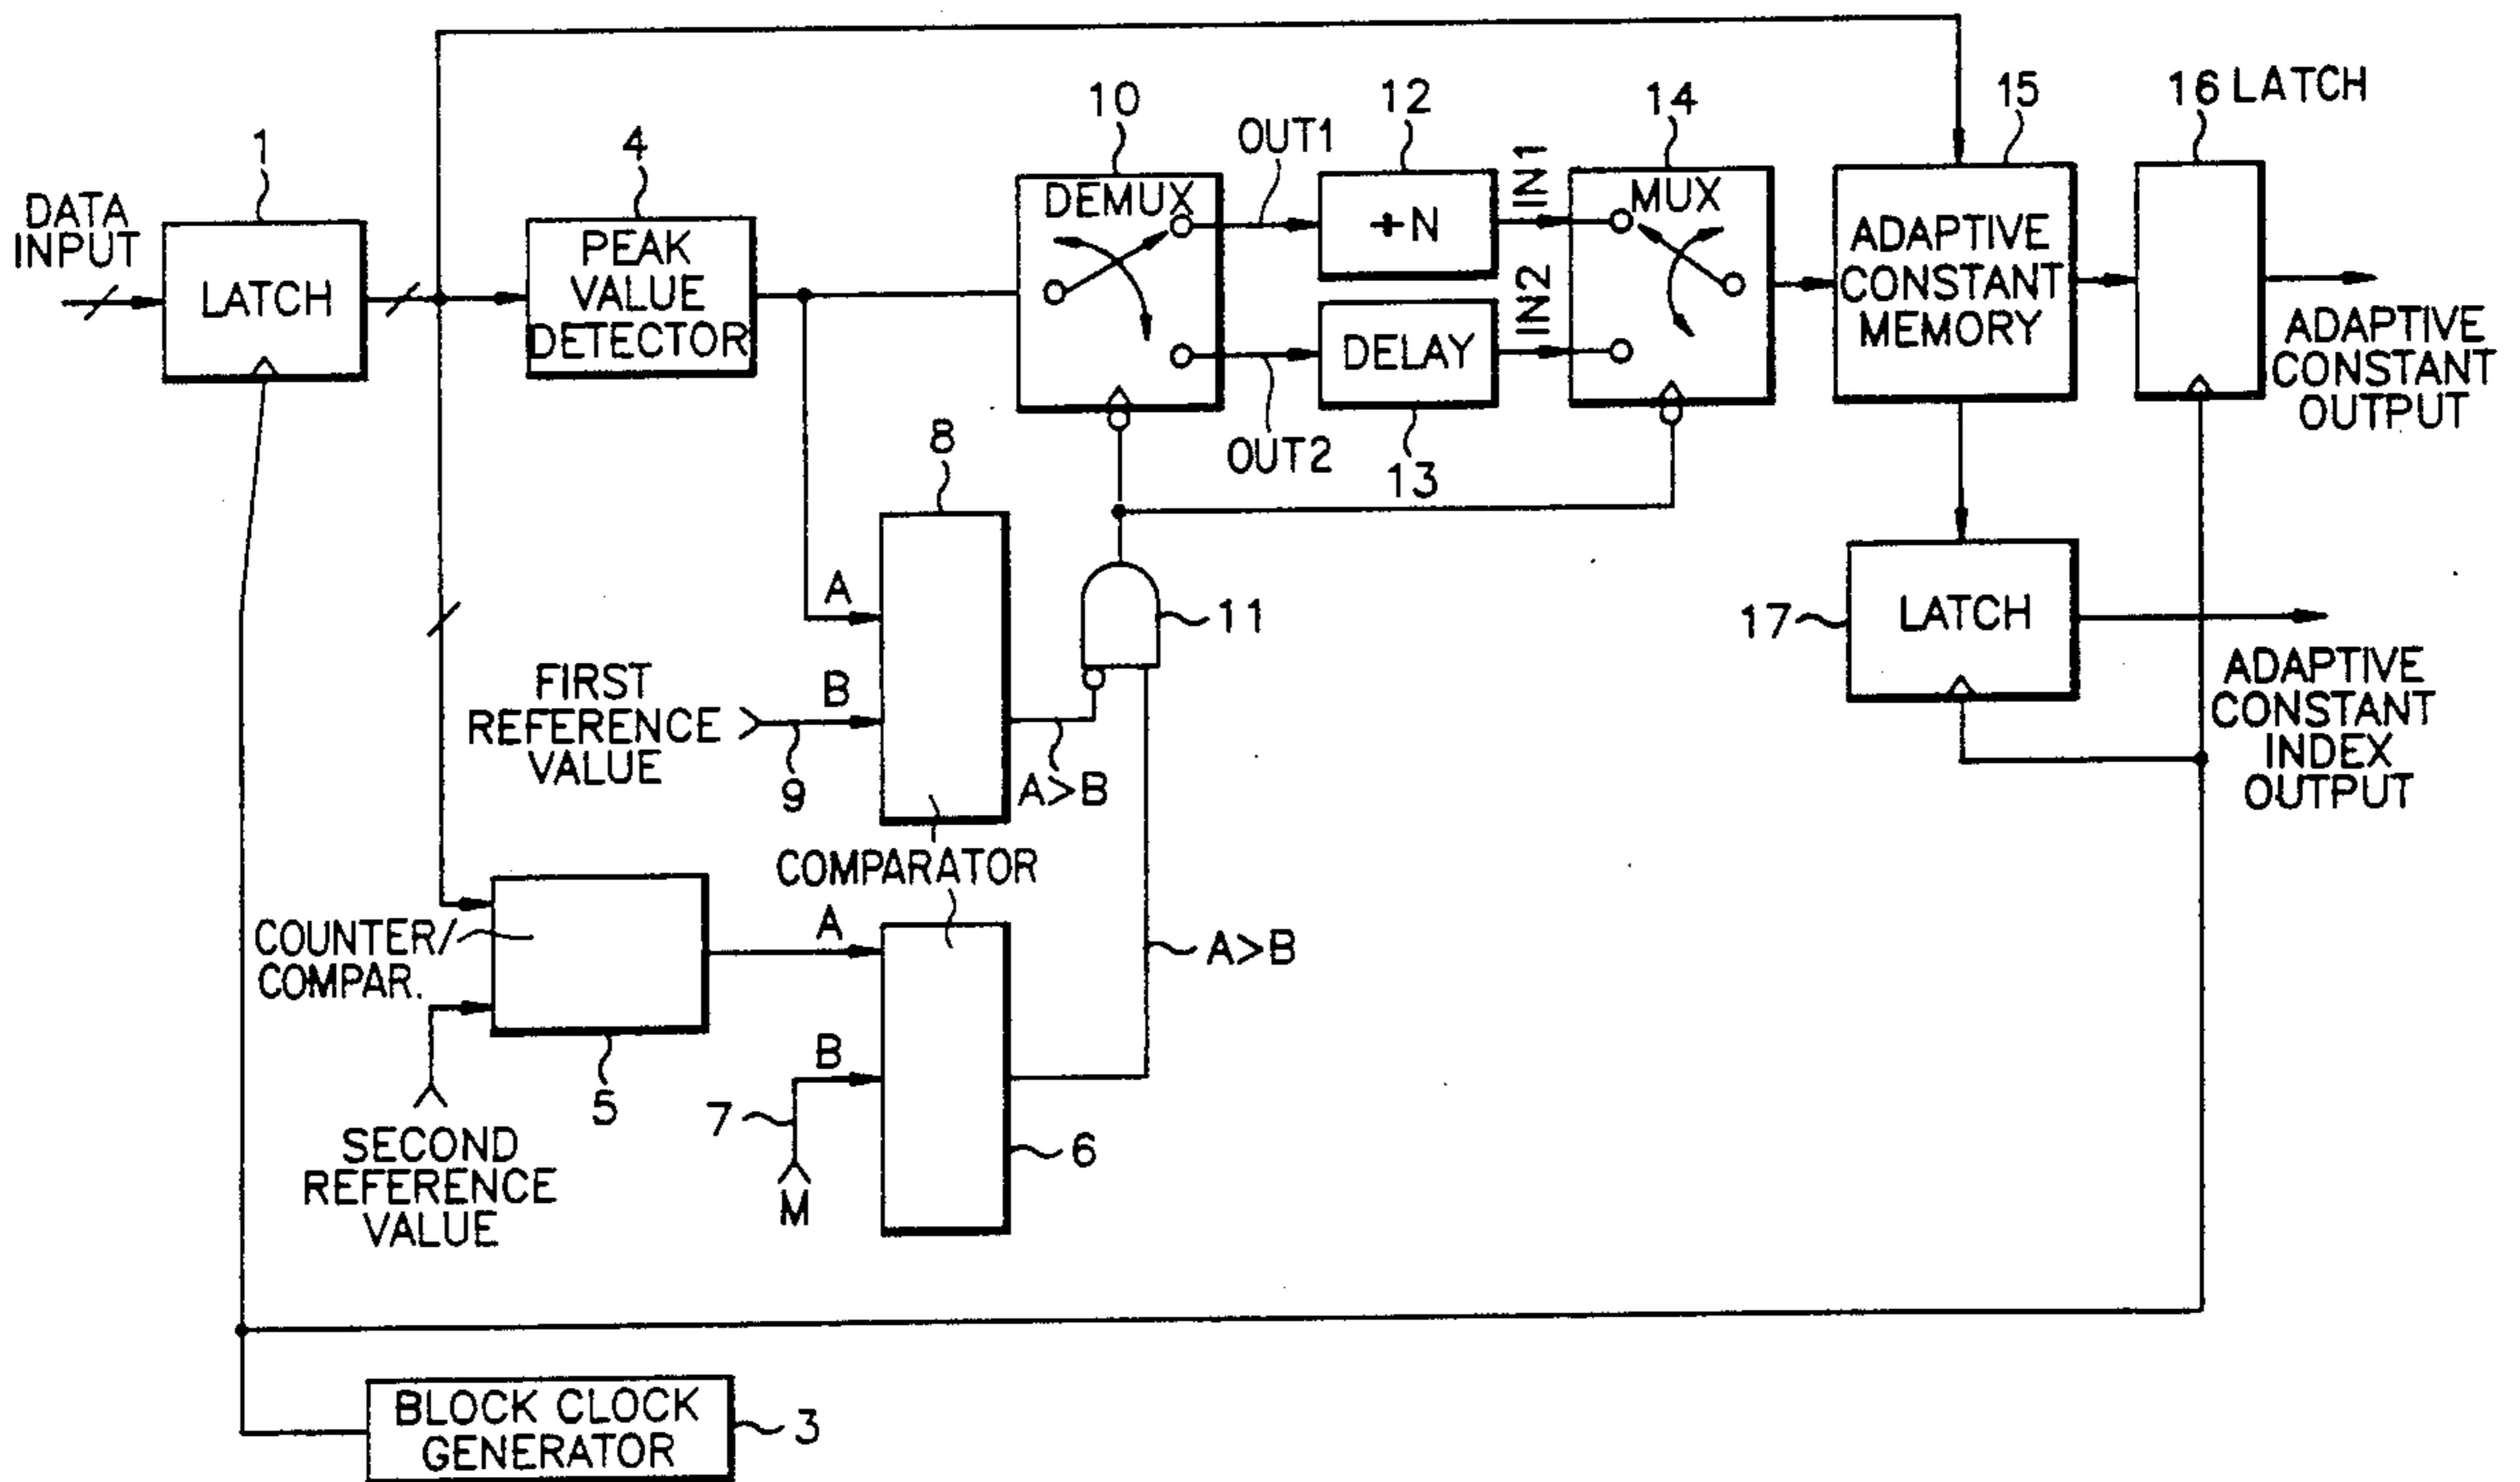 1
DATA
INPUT
LATCH
4
PEAK
VALUE
DETECTOR
10
DEMUX
OUT1
OUT2
12
+N
IN1
IN2
DELAY
13
14
MUX
15
ADAPTIVE
CONSTANT
MEMORY
16 LATCH
ADAPTIVE
CONSTANT
OUTPUT
8
A
B
FIRST
REFERENCE
VALUE
9
A>B
11
17
LATCH
ADAPTIVE
CONSTANT
INDEX
OUTPUT
COMPARATOR
COUNTER/
COMPAR.
A
B
A>B
5
7
M
6
SECOND
REFERENCE
VALUE
BLOCK CLOCK
GENERATOR
3